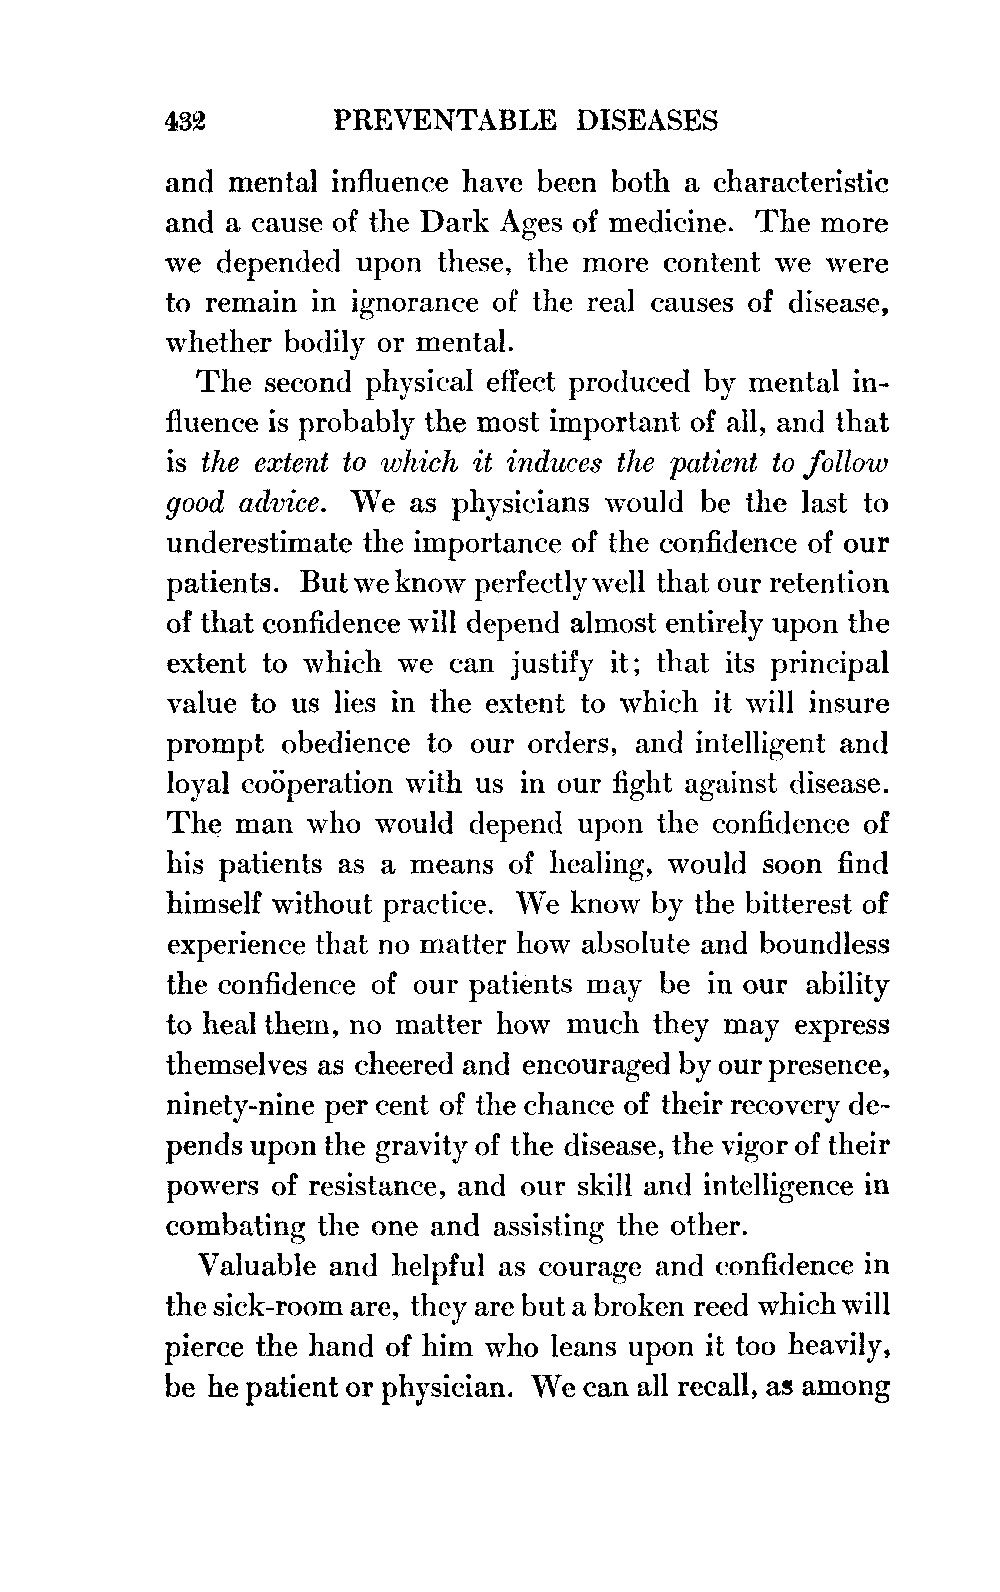 432 PREVENTABLE DISEASES
and mental influence have been both a characteristic
and a cause of the Dark Ages of medicine. The more
we depended upon these, the more content we were
to remain in ignorance of the real causes of disease,
whether bodily or mental.
The second physical effect produced by mental in-
fluence is probably the most important of all, and that
is the extent to which it induces the patient to follow
good advice. We as physicians would be the last to
underestimate the importance of the confidence of our
patients. But we know perfectly well that our retention
of that confidence will depend almost entirely upon the
extent to which we can justify it; that its principal
value to us lies in the extent to which it will insure
prompt obedience to our orders, and intelligent and
loyal coöperation with us in our fight against disease.
The man who would depend upon the confidence of
his patients as a means of healing, would soon find
himself without practice. We know by the bitterest of
experience that no matter how absolute and boundless
the confidence of our patients may be in our ability
to heal them, no matter how much they may express
themselves as cheered and encouraged by our presence,
ninety-nine per cent of the chance of their recovery de-
pends upon the gravity of the disease, the vigor of their
powers of resistance, and our skill and intelligence in
combating the one and assisting the other.
Valuable and helpful as courage and confidence in
the sick-room are, they are but a broken reed which will
pierce the hand of him who leans upon it too heavily,
be he patient or physician. We can all recall, as among